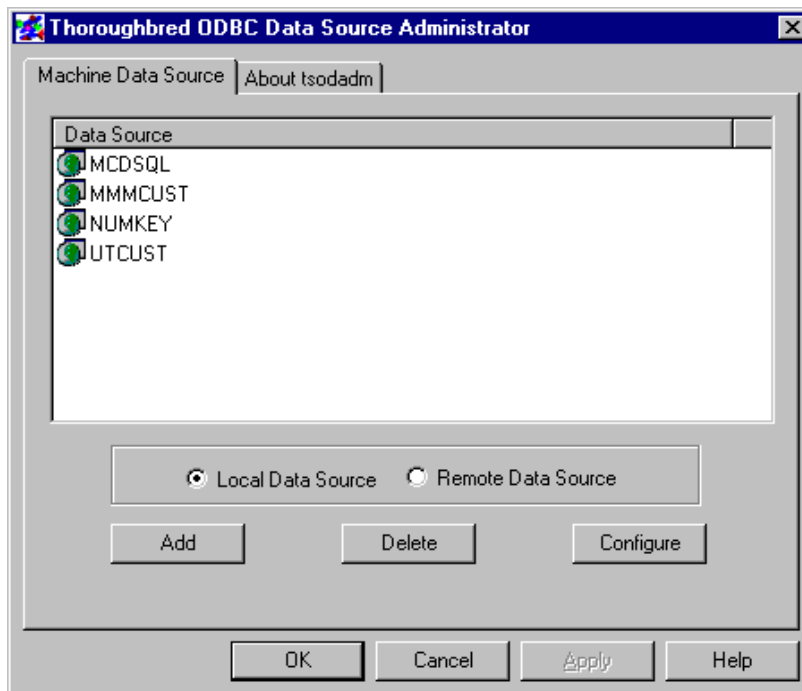 Thoroughbred ODBC Data Source Administrator
Machine Data Source About tsodadm
Data Source
MCDSQL
MMMCUST
NUMKEY
UTCUST
Local Data Source Remote Data Source
Add Delete Configure
OK Cancel Apply Help